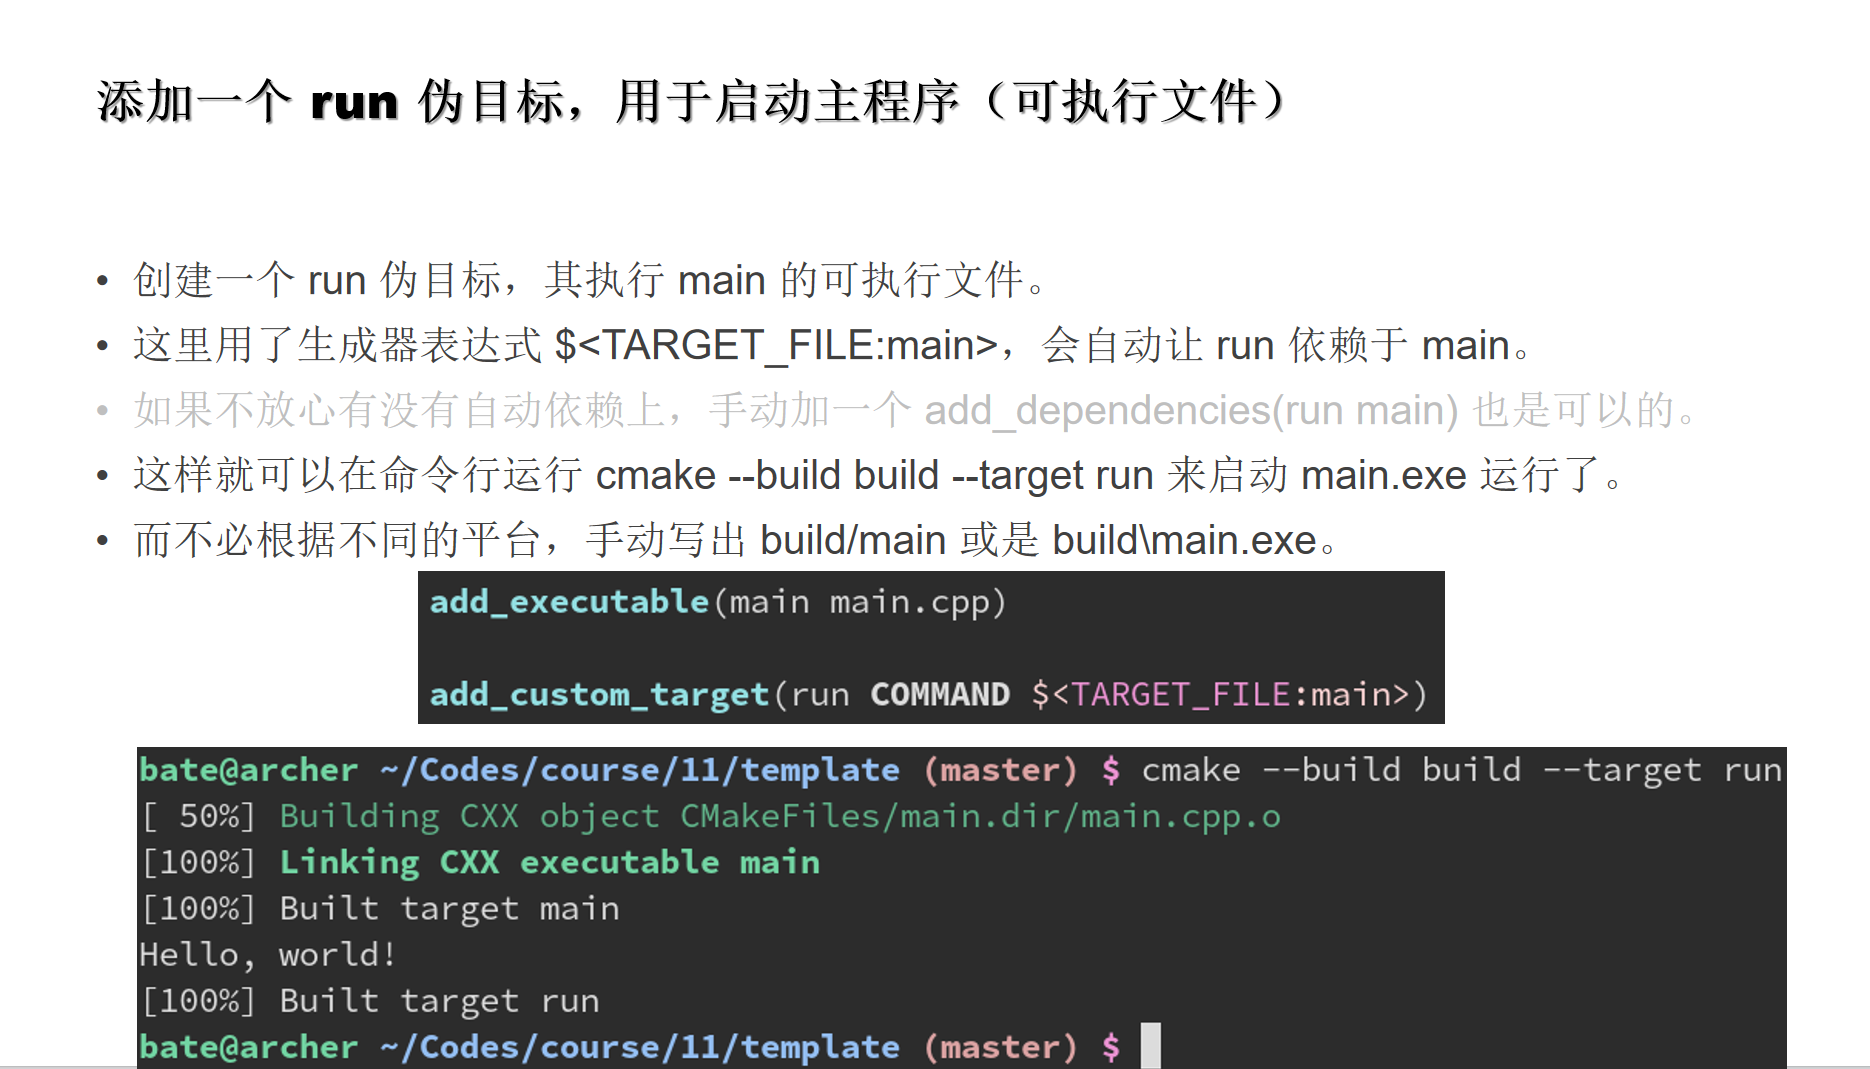 添加一个 run 伪目标，用于启动主程序（可执行文件）
• 创建一个 run 伪目标，其执行 main 的可执行文件。
• 这里用了生成器表达式 $<TARGET_FILE:main>，会自动让 run 依赖于 main。
• 如果不放心有没有自动依赖上，手动加一个 add_dependencies(run main) 也是可以的。
• 这样就可以在命令行运行 cmake --build build --target run 来启动 main.exe 运行了。
• 而不必根据不同的平台，手动写出 build/main 或是 build\main.exe。
add_executable(main main.cpp)
add_custom_target(run COMMAND $<TARGET_FILE:main>)
bate@archer ~/Codes/course/11/template (master) $ cmake --build build --target run
[ 50%] Building CXX object CMakeFiles/main.dir/main.cpp.o
[100%] Linking CXX executable main
[100%] Built target main
Hello, world!
[100%] Built target run
bate@archer ~/Codes/course/11/template (master) $